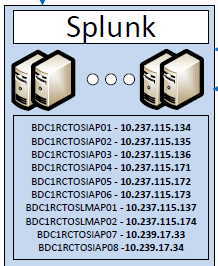 Splunk
BDC1RCTOSIAP01 - 10.237.115.134
BDC1RCTOSIAP02 - 10.237.115.135
BDC1RCTOSIAP03 - 10.237.115.136
BDC1RCTOSIAP04 - 10.237.115.171
BDC1RCTOSIAP05 - 10.237.115.172
BDC1RCTOSIAP06 - 10.237.115.173
BDC1RCTOSLMAP01 - 10.237.115.137
BDC1RCTOSLMAP02 - 10.237.115.174
BDC1RCTOSIAP07 - 10.239.17.33
BDC1RCTOSIAP08 -10.239.17.34